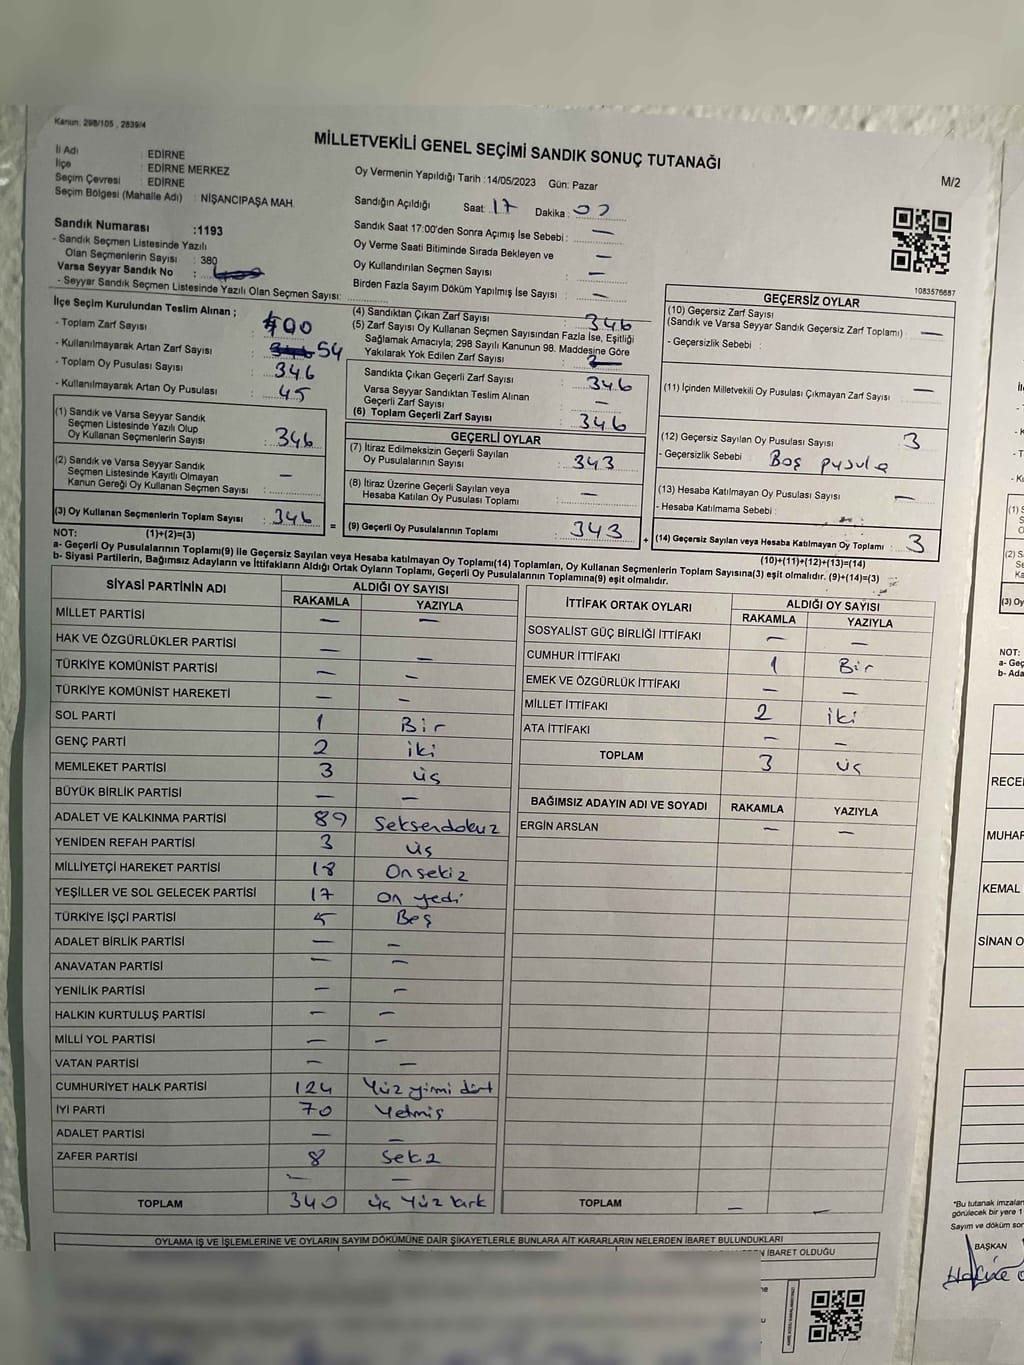 Kanun: 298/105 , 2839/4
MİLLETVEKİLİ GENEL SEÇİMİ SANDIK SONUÇ TUTANAĞI
M/2
İl Adı : EDİRNE
İlçe : EDİRNE MERKEZ
Seçim Çevresi : EDİRNE
Seçim Bölgesi (Mahalle Adı) : NİŞANCIPAŞA MAH.
Oy Vermenin Yapıldığı Tarih :14/05/2023 Gün: Pazar
Sandığın Açıldığı Saat: 17 Dakika:
Sandık Saat 17:00'den Sonra Açımış İse Sebebi : —
Oy Verme Saati Bitiminde Sırada Bekleyen ve
Oy Kullandırılan Seçmen Sayısı : —
Birden Fazla Sayım Döküm Yapılmış İse Sayısı : —
1083576687
Sandık Numarası :1193
- Sandık Seçmen Listesinde Yazılı
Olan Seçmenlerin Sayısı : 380
Varsa Seyyar Sandık No :
- Seyyar Sandık Seçmen Listesinde Yazılı Olan Seçmen Sayısı:
İlçe Seçim Kurulundan Teslim Alınan ;
- Toplam Zarf Sayısı : 400
- Kullanılmayarak Artan Zarf Sayısı : 54
- Toplam Oy Pusulası Sayısı : 346
- Kullanılmayarak Artan Oy Pusulası : 45
(1) Sandık ve Varsa Seyyar Sandık
Seçmen Listesinde Yazılı Olup
Oy Kullanan Seçmenlerin Sayısı : 346
(2) Sandık ve Varsa Seyyar Sandık
Seçmen Listesinde Kayıtlı Olmayan
Kanun Gereği Oy Kullanan Seçmen Sayısı : —
(3) Oy Kullanan Seçmenlerin Toplam Sayısı : 346
(1)+(2)=(3)
(4) Sandıktan Çıkan Zarf Sayısı : 346
(5) Zarf Sayısı Oy Kullanan Seçmen Sayısından Fazla İse, Eşitliği
Sağlamak Amacıyla; 298 Sayılı Kanunun 98. Maddesine Göre
Yakılarak Yok Edilen Zarf Sayısı :
Sandıkta Çıkan Geçerli Zarf Sayısı : 346
Varsa Seyyar Sandıktan Teslim Alınan
Geçerli Zarf Sayısı : —
(6) Toplam Geçerli Zarf Sayısı : 346
GEÇERLİ OYLAR
(7) İtiraz Edilmeksizin Geçerli Sayılan
Oy Pusulalarının Sayısı : 343
(8) İtiraz Üzerine Geçerli Sayılan veya
Hesaba Katılan Oy Pusulası Toplamı : —
= (9) Geçerli Oy Pusulalarının Toplamı : 343
GEÇERSİZ OYLAR
(10) Geçersiz Zarf Sayısı
(Sandık ve Varsa Seyyar Sandık Geçersiz Zarf Toplamı) : —
- Geçersizlik Sebebi :
(11) İçinden Milletvekili Oy Pusulası Çıkmayan Zarf Sayısı : —
(12) Geçersiz Sayılan Oy Pusulası Sayısı : 3
- Geçersizlik Sebebi : Boş pusula
(13) Hesaba Katılmayan Oy Pusulası Sayısı : —
- Hesaba Katılmama Sebebi :
+ (14) Geçersiz Sayılan veya Hesaba Katılmayan Oy Toplamı : 3
(10)+(11)+(12)+(13)=(14)
NOT:
a- Geçerli Oy Pusulalarının Toplamı(9) ile Geçersiz Sayılan veya Hesaba katılmayan Oy Toplamı(14) Toplamları, Oy Kullanan Seçmenlerin Toplam Sayısına(3) eşit olmalıdır. (9)+(14)=(3)
b- Siyasi Partilerin, Bağımsız Adayların ve İttifakların Aldığı Ortak Oyların Toplamı, Geçerli Oy Pusulalarının Toplamına(9) eşit olmalıdır.
SİYASİ PARTİNİN ADI ALDIĞI OY SAYISI
RAKAMLA YAZIYLA
MİLLET PARTİSİ — —
HAK VE ÖZGÜRLÜKLER PARTİSİ — —
TÜRKİYE KOMÜNİST PARTİSİ — —
TÜRKİYE KOMÜNİST HAREKETİ — —
SOL PARTİ 1 Bir
GENÇ PARTİ 2 iki
MEMLEKET PARTİSİ 3 üç
BÜYÜK BİRLİK PARTİSİ — —
ADALET VE KALKINMA PARTİSİ 89 Seksendokuz
YENİDEN REFAH PARTİSİ 3 üç
MİLLİYETÇİ HAREKET PARTİSİ 18 Onsekiz
YEŞİLLER VE SOL GELECEK PARTİSİ 17 On yedi
TÜRKİYE İŞÇİ PARTİSİ 5 Beş
ADALET BİRLİK PARTİSİ — —
ANAVATAN PARTİSİ — —
YENİLİK PARTİSİ — —
HALKIN KURTULUŞ PARTİSİ — —
MİLLİ YOL PARTİSİ — —
VATAN PARTİSİ — —
CUMHURİYET HALK PARTİSİ 124 Yüz yirmi dört
İYİ PARTİ 70 Yetmiş
ADALET PARTİSİ — —
ZAFER PARTİSİ 8 Sekiz
— —
TOPLAM 340 üç Yüz kırk
İTTİFAK ORTAK OYLARI ALDIĞI OY SAYISI
RAKAMLA YAZIYLA
SOSYALİST GÜÇ BİRLİĞİ İTTİFAKI — —
CUMHUR İTTİFAKI 1 Bir
EMEK VE ÖZGÜRLÜK İTTİFAKI — —
MİLLET İTTİFAKI 2 iki
ATA İTTİFAKI — —
TOPLAM 3 üç
BAĞIMSIZ ADAYIN ADI VE SOYADI RAKAMLA YAZIYLA
ERGİN ARSLAN — —
TOPLAM — —
OYLAMA İŞ VE İŞLEMLERİNE VE OYLARIN SAYIM DÖKÜMÜNE DAİR ŞİKAYETLERLE BUNLARA AİT KARARLARIN NELERDEN İBARET BULUNDUKLARI
İBARET OLDUĞU
NOT:
a- Geç
b- Ada
RECE
MUHAR
KEMAL
SİNAN O
*Bu tutanak imzalan
görülecek bir yere 1
Sayım ve döküm son
BAŞKAN